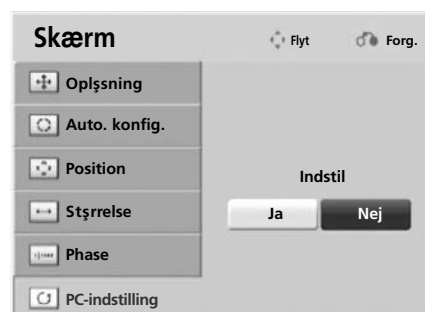 Skærm
Flyt
Forg.
Oplşsning
Auto. konfig.
Position
Indstil
Stşrrelse
Ja
Nej
Phase
PC-indstilling